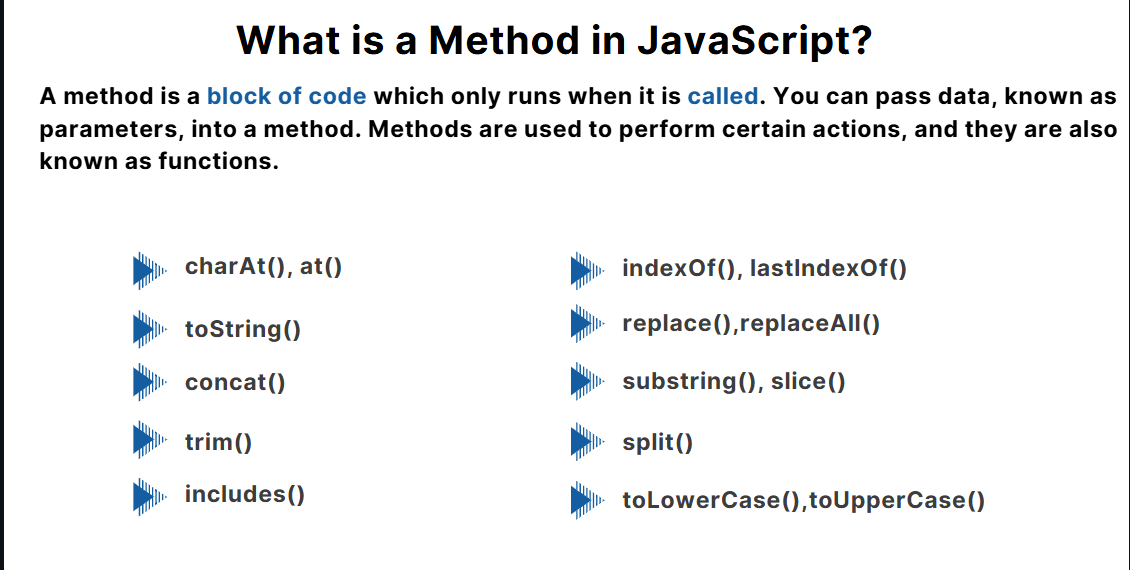 What is a Method in JavaScript?
A method is a block of code which only runs when it is called. You can pass data, known as
parameters, into a method. Methods are used to perform certain actions, and they are also
known as functions.
charAt(), at()
toString()
concat()
trim()
includes()
indexOf(), lastIndexOf()
replace(),replaceAll()
substring(), slice()
split()
toLowerCase(),toUpperCase()